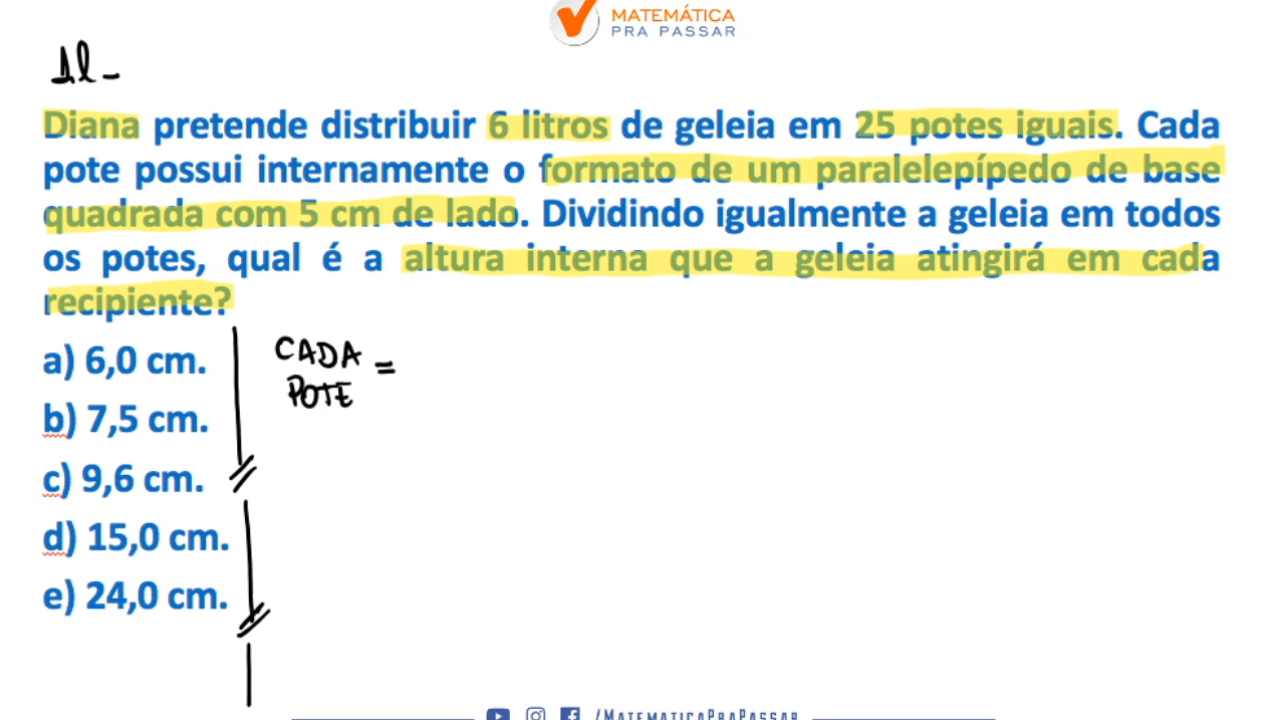 MATEMÁTICA
PRA PASSAR
1l -
Diana pretende distribuir 6 litros de geleia em 25 potes iguais. Cada
pote possui internamente o formato de um paralelepípedo de base
quadrada com 5 cm de lado. Dividindo igualmente a geleia em todos
os potes, qual é a altura interna que a geleia atingirá em cada
recipiente?
a) 6,0 cm.
CADA =
POTE
b) 7,5 cm.
c) 9,6 cm.
d) 15,0 cm.
e) 24,0 cm.
/MATEMATICAPRAPASSAR